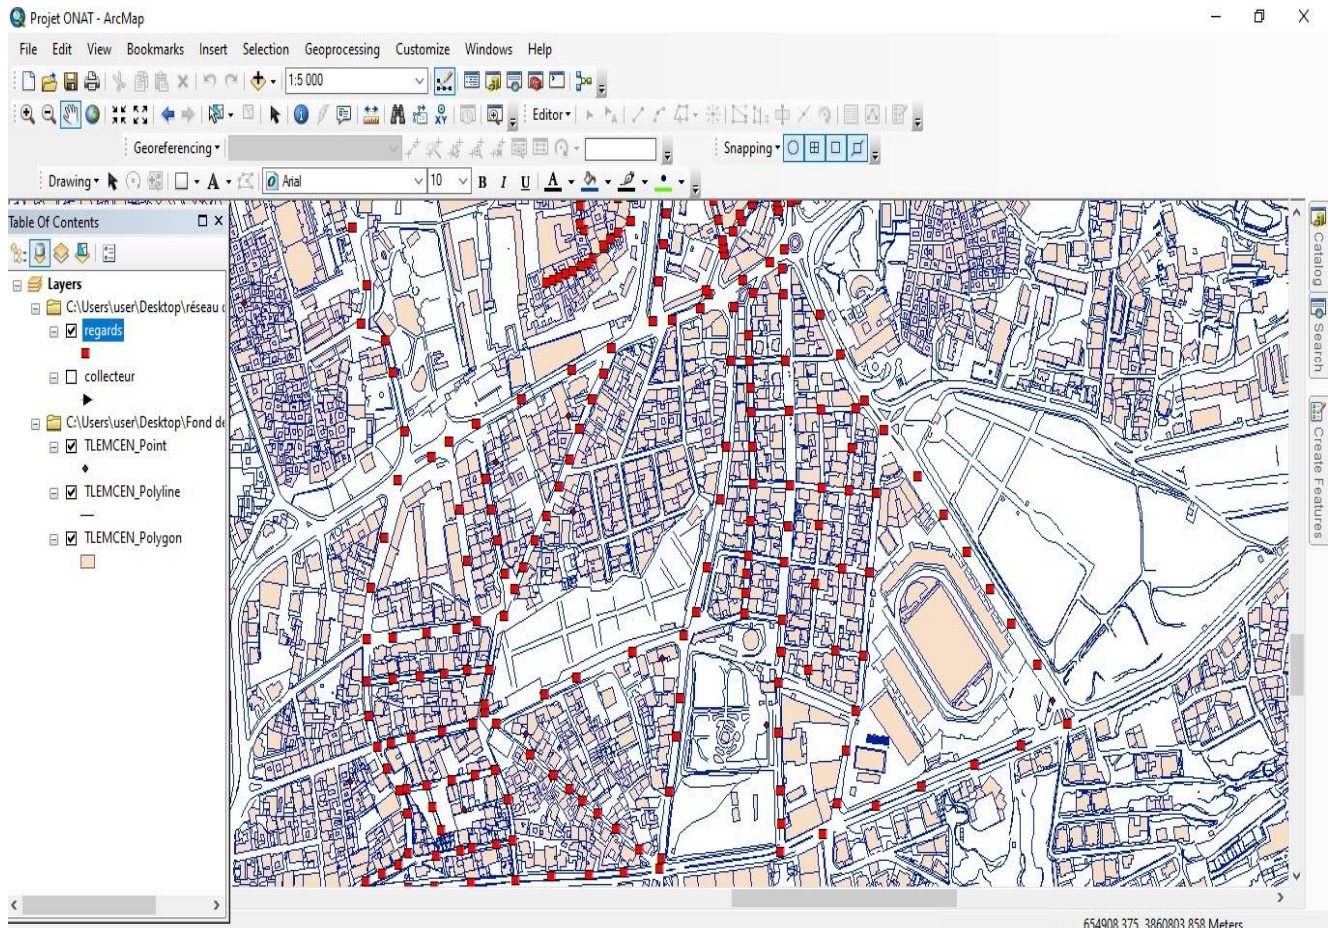 Projet ONAT - ArcMap
File Edit View Bookmarks Insert Selection Geoprocessing Customize Windows Help
1:5 000
Editor
Georeferencing
Snapping
Drawing A Arial 10 B I U A
Table Of Contents
Layers
C:\Users\user\Desktop\réseau
regards
collecteur
C:\Users\user\Desktop\Fond de
TLEMCEN_Point
TLEMCEN_Polyline
TLEMCEN_Polygon
Catalog
Search
Create Features
654908,375 3860803,858 Meters